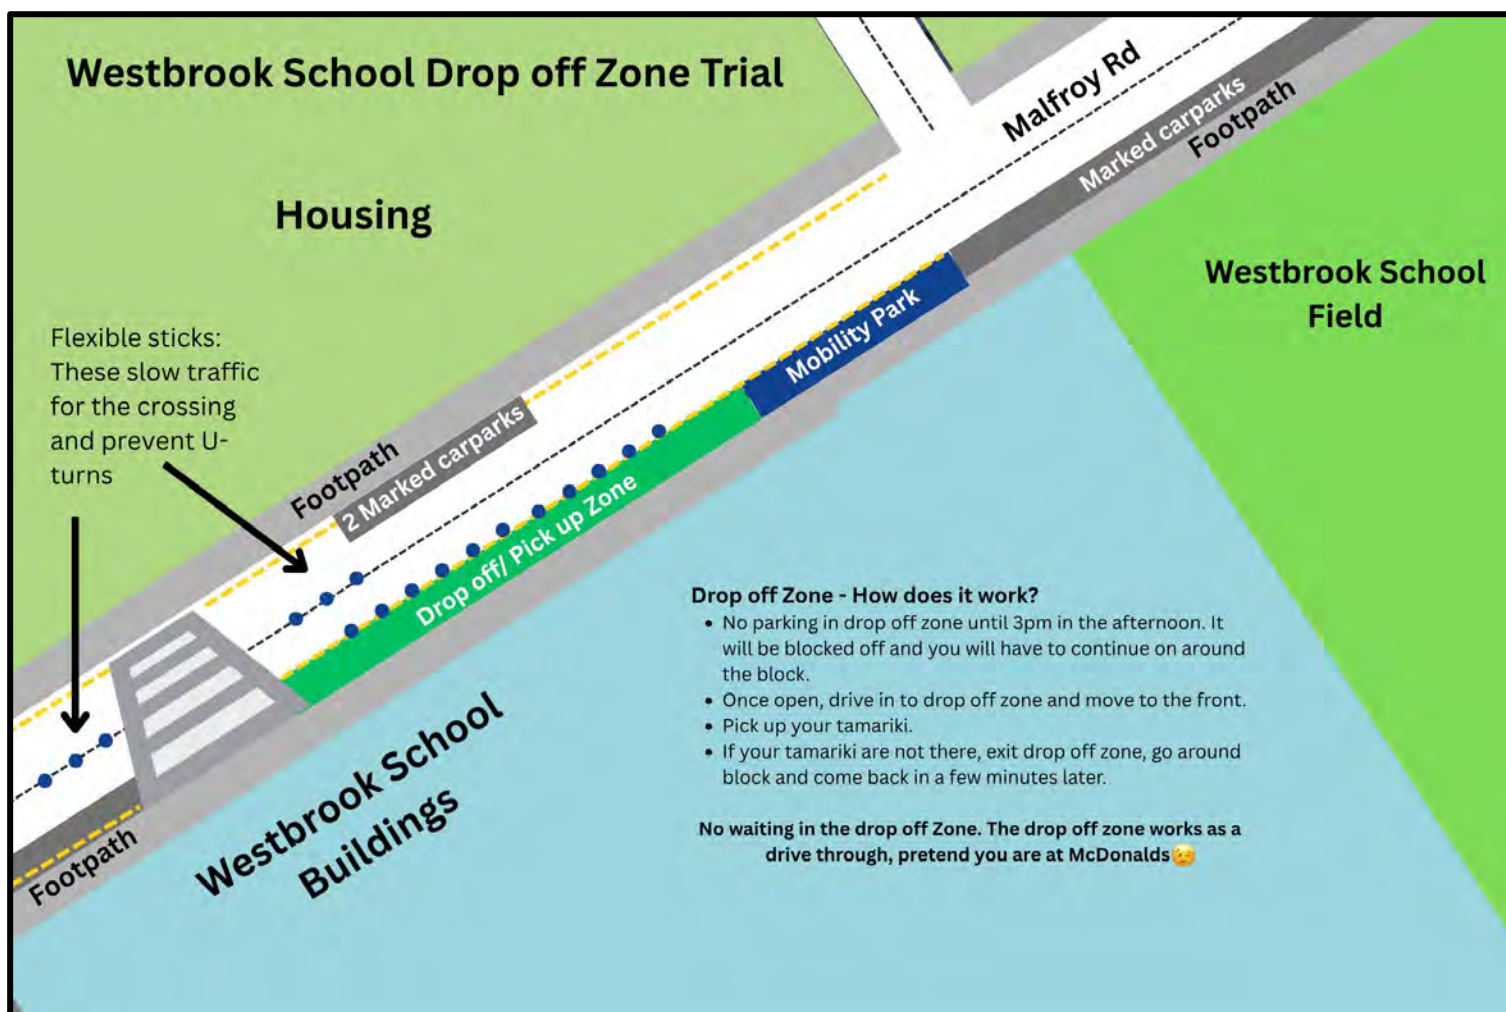 Westbrook School Drop off Zone Trial
Malfroy Rd
Marked carparks
Footpath
Housing
Westbrook School
Field
Mobility Park
Flexible sticks:
These slow traffic
for the crossing
and prevent U-
turns
Footpath
2 Marked carparks
Drop off/ Pick up Zone
Drop off Zone - How does it work?
• No parking in drop off zone until 3pm in the afternoon. It
will be blocked off and you will have to continue on around
the block.
• Once open, drive in to drop off zone and move to the front.
• Pick up your tamariki.
• If your tamariki are not there, exit drop off zone, go around
block and come back in a few minutes later.
No waiting in the drop off Zone. The drop off zone works as a
drive through, pretend you are at McDonalds😉
Westbrook School
Buildings
Footpath